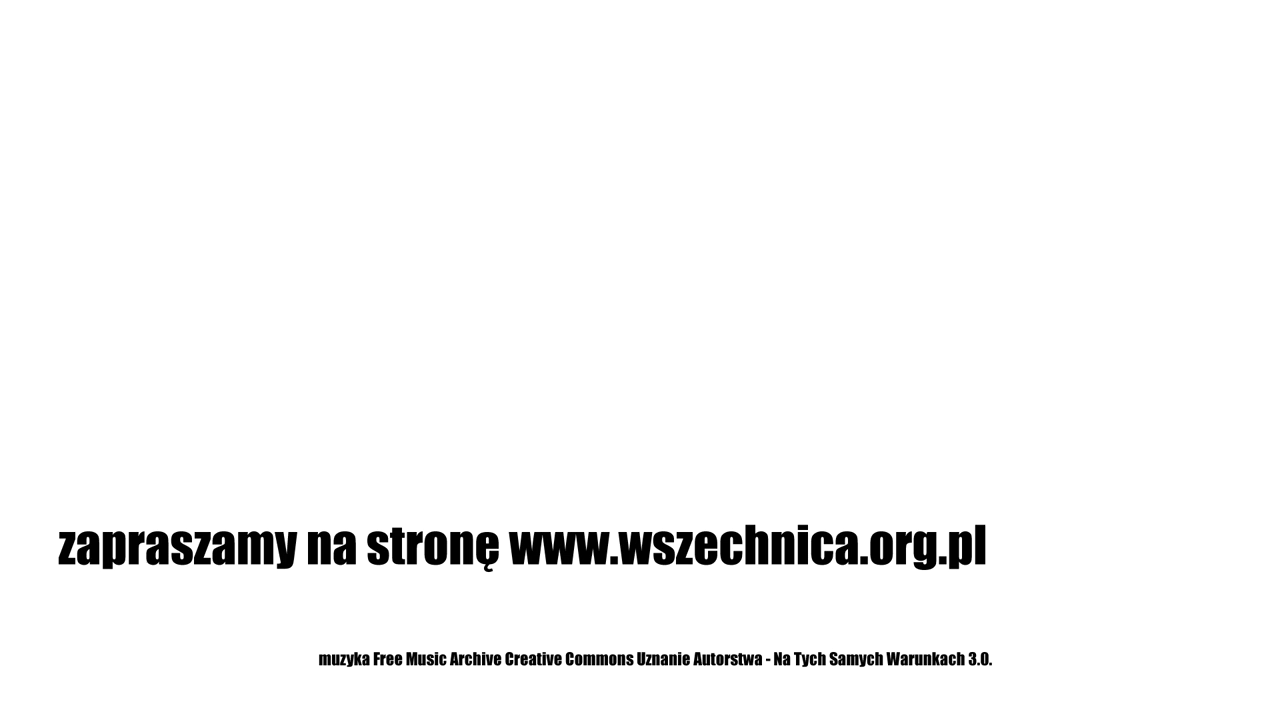 zapraszamy na stronę www.wszechnica.org.pl
muzyka Free Music Archive Creative Commons Uznanie Autorstwa - Na Tych Samych Warunkach 3.0.